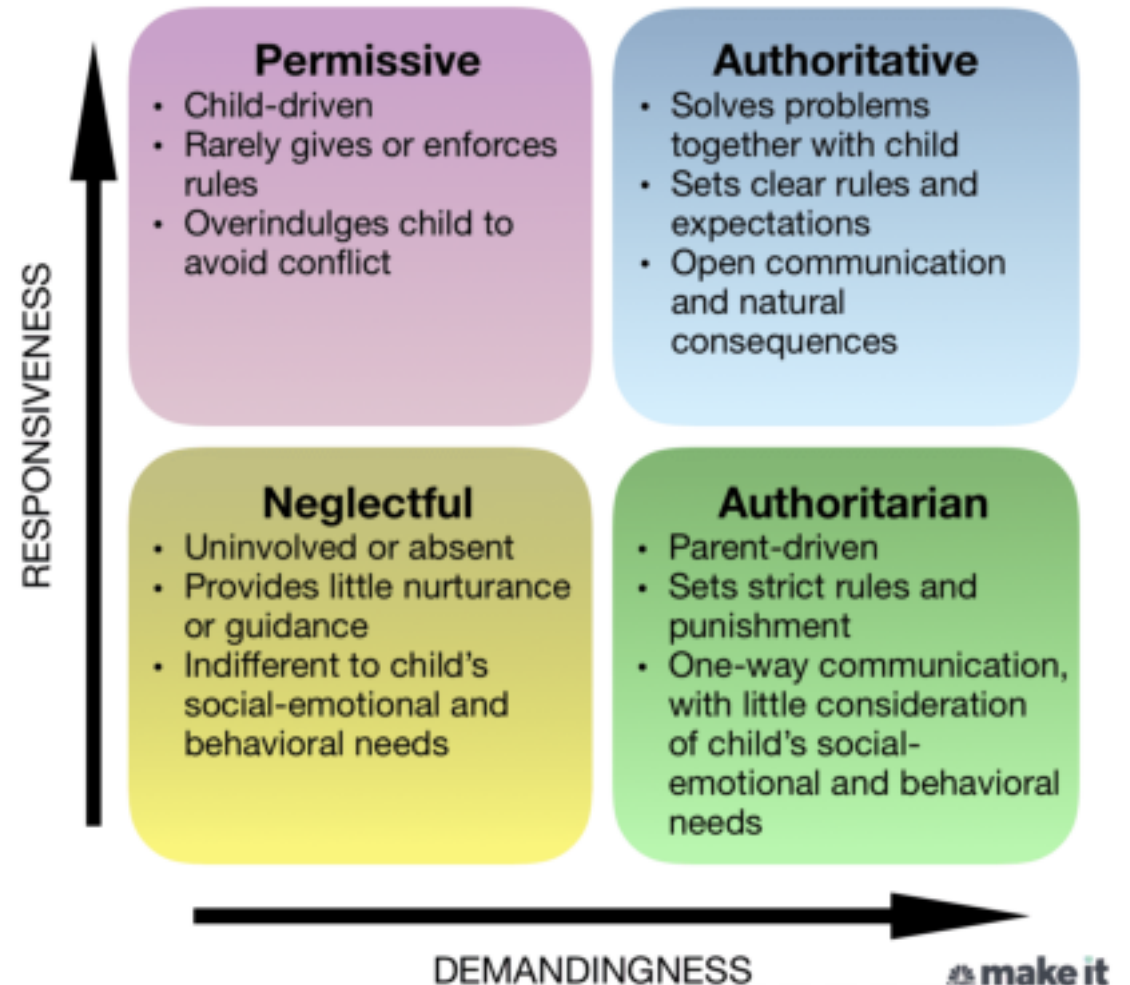 RESPONSIVENESS
Permissive
• Child-driven
• Rarely gives or enforces
rules
• Overindulges child to
avoid conflict
Authoritative
• Solves problems
together with child
• Sets clear rules and
expectations
• Open communication
and natural
consequences
Neglectful
• Uninvolved or absent
• Provides little nurturance
or guidance
• Indifferent to child's
social-emotional and
behavioral needs
Authoritarian
• Parent-driven
• Sets strict rules and
punishment
• One-way communication,
with little consideration
of child's social-
emotional and behavioral
needs
DEMANDINGNESS
make it